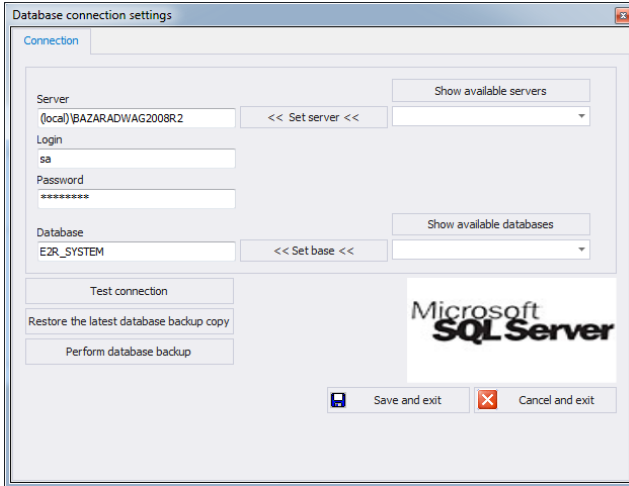 Database connection settings
Connection
Show available servers
Server
(local)\BAZARADWAG2008R2
<< Set server <<
Login
sa
Password
********
Show available databases
Database
E2R_SYSTEM
<< Set base <<
Test connection
Restore the latest database backup copy
Perform database backup
Microsoft
SQL Server
Save and exit
Cancel and exit